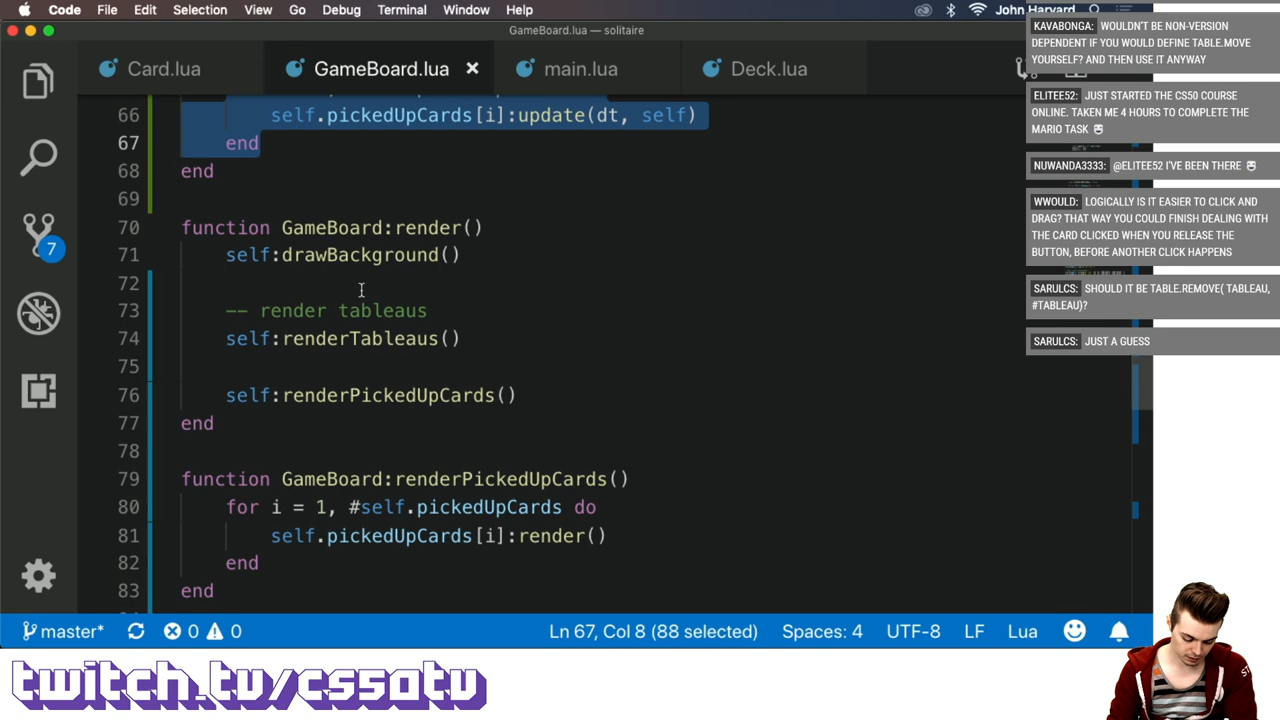 Code File Edit Selection View Go Debug Terminal Window Help John Harvard
GameBoard.lua — solitaire
Card.lua GameBoard.lua main.lua Deck.lua
66 self.pickedUpCards[i]:update(dt, self)
67 end
68 end
69
70 function GameBoard:render()
71 self:drawBackground()
72
73 -- render tableaus
74 self:renderTableaus()
75
76 self:renderPickedUpCards()
77 end
78
79 function GameBoard:renderPickedUpCards()
80 for i = 1, #self.pickedUpCards do
81 self.pickedUpCards[i]:render()
82 end
83 end
7
master* 0 0 Ln 67, Col 8 (88 selected) Spaces: 4 UTF-8 LF Lua
KAVABONGA: WOULDN'T BE NON-VERSION
DEPENDENT IF YOU WOULD DEFINE TABLE.MOVE
YOURSELF? AND THEN USE IT ANYWAY
ELITEE52: JUST STARTED THE CS50 COURSE
ONLINE. TAKEN ME 4 HOURS TO COMPLETE THE
MARIO TASK
NUWANDA3333: @ELITEE52 I'VE BEEN THERE
WWOULD: LOGICALLY IS IT EASIER TO CLICK AND
DRAG? THAT WAY YOU COULD FINISH DEALING WITH
THE CARD CLICKED WHEN YOU RELEASE THE
BUTTON, BEFORE ANOTHER CLICK HAPPENS
SARULCS: SHOULD IT BE TABLE.REMOVE( TABLEAU,
#TABLEAU)?
SARULCS: JUST A GUESS
twitch.tv/cs50tv